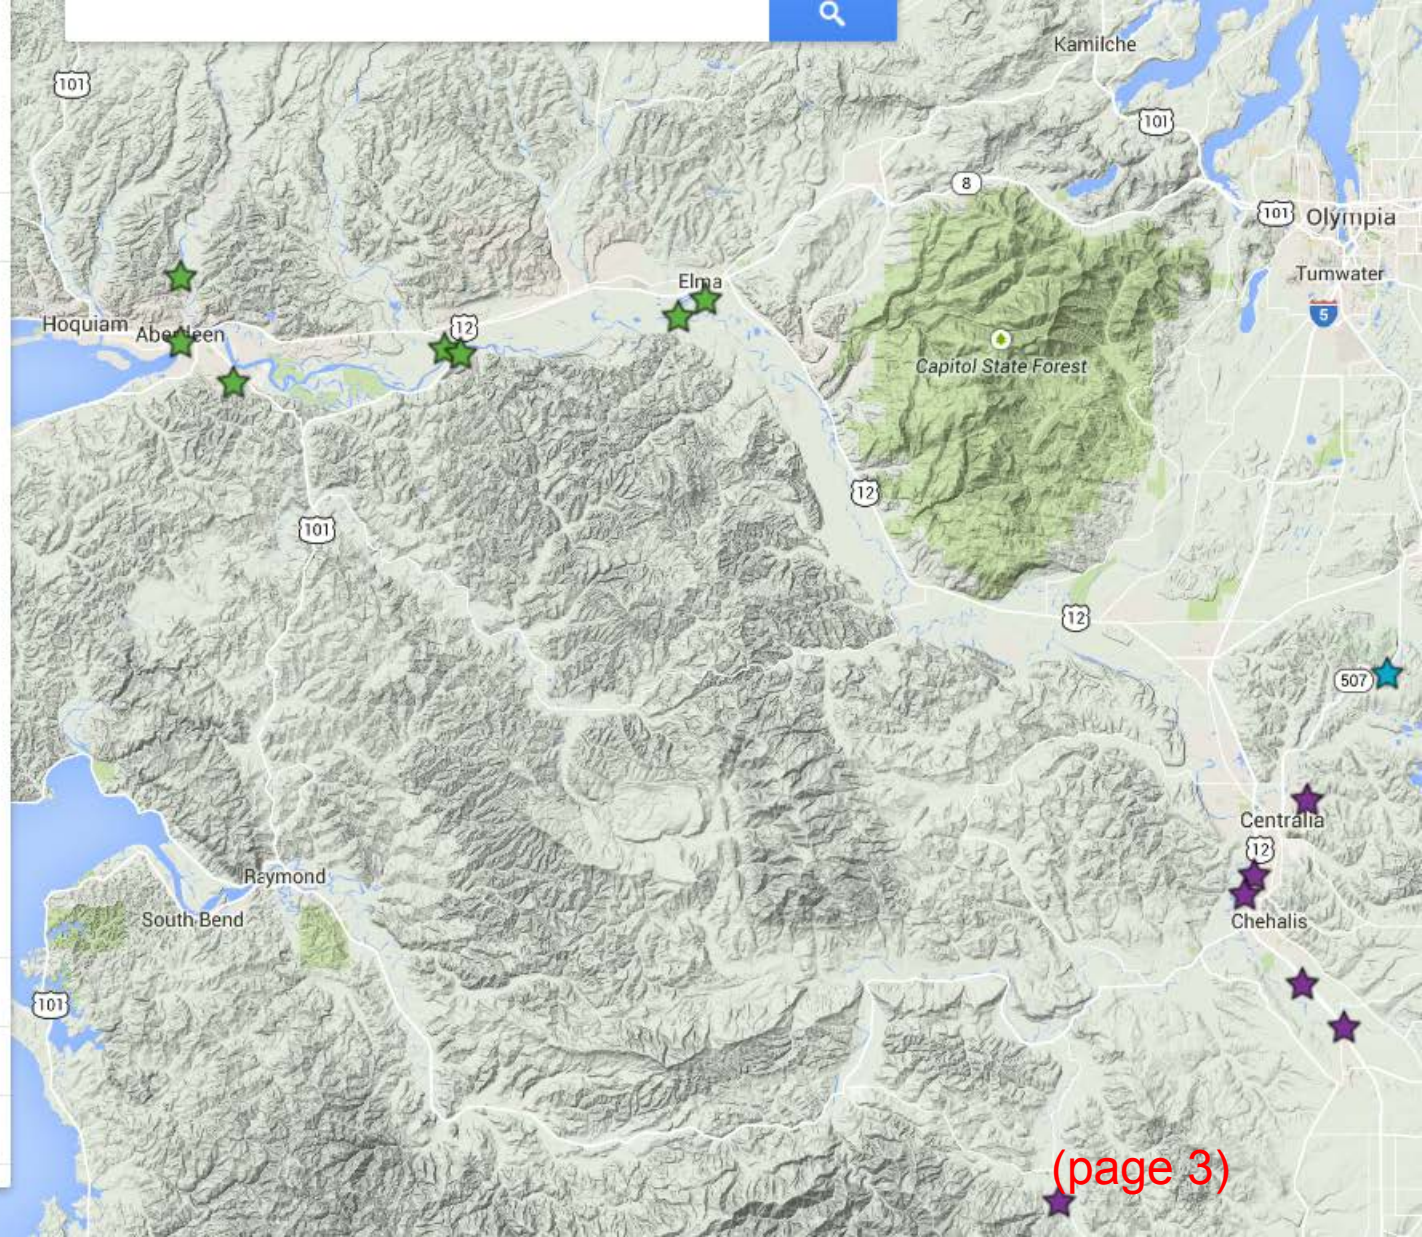 Kamilche
101
101
8
101 Olympia
Tumwater
5
Elma
Hoquiam
Aberdeen
12
Capitol State Forest
12
101
12
507
Centralia
12
Raymond
South Bend
Chehalis
101
(page 3)